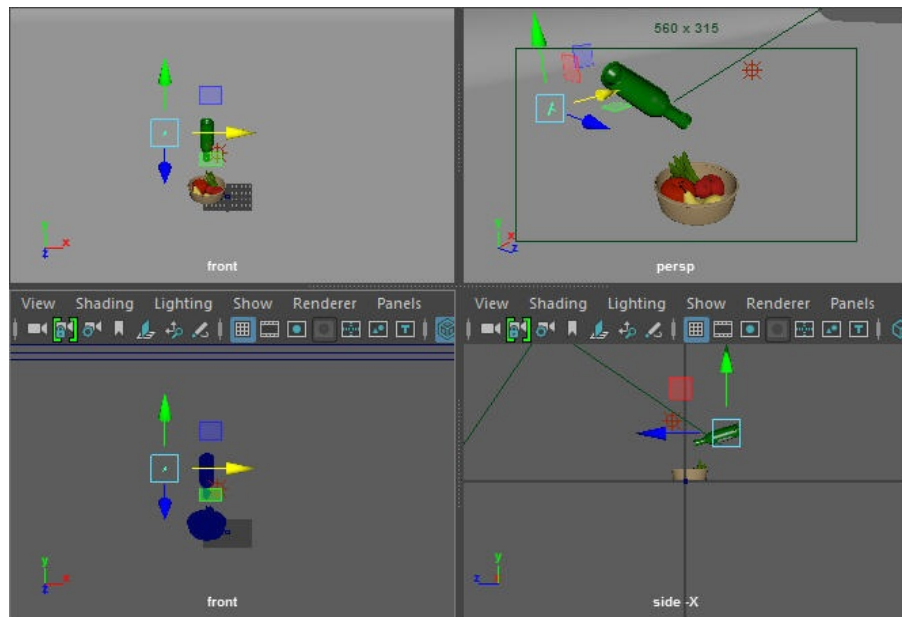 560 x 315
y
x
z
front
y
x
z
persp
View Shading Lighting Show Renderer Panels
View Shading Lighting Show Renderer Panels
T
T
y
z
x
front
y
z
side -X